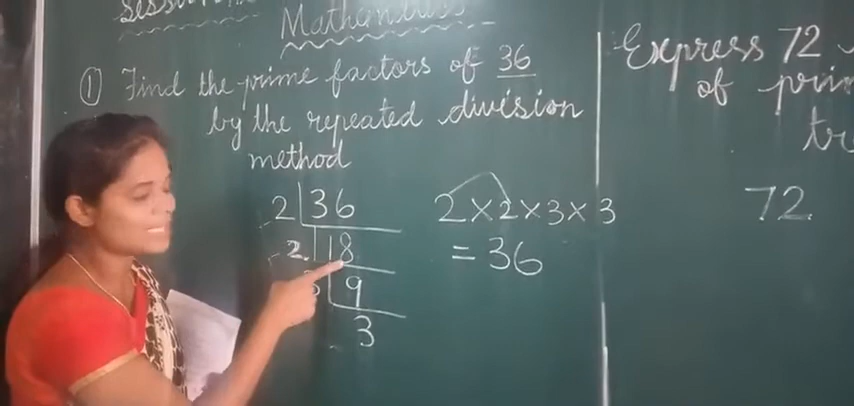 Mathematics
① Find the prime factors of 36
by the repeated division
method
2 | 36
2 | 18
9
3
2 × 2 × 3 × 3
= 36
Express 72
of
72